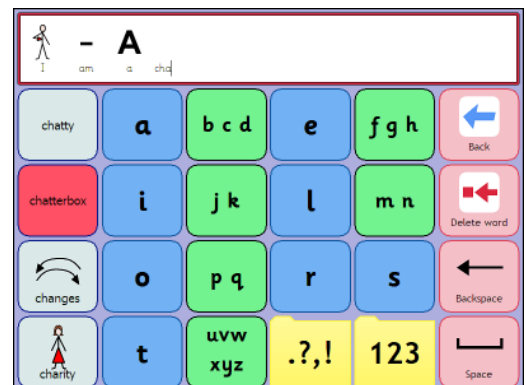 - A
I am a cha
chatty a b c d e f g h Back
chatterbox i j k l m n Delete word
changes o p q r s Backspace
charity t uvw xyz .?,! 123 Space